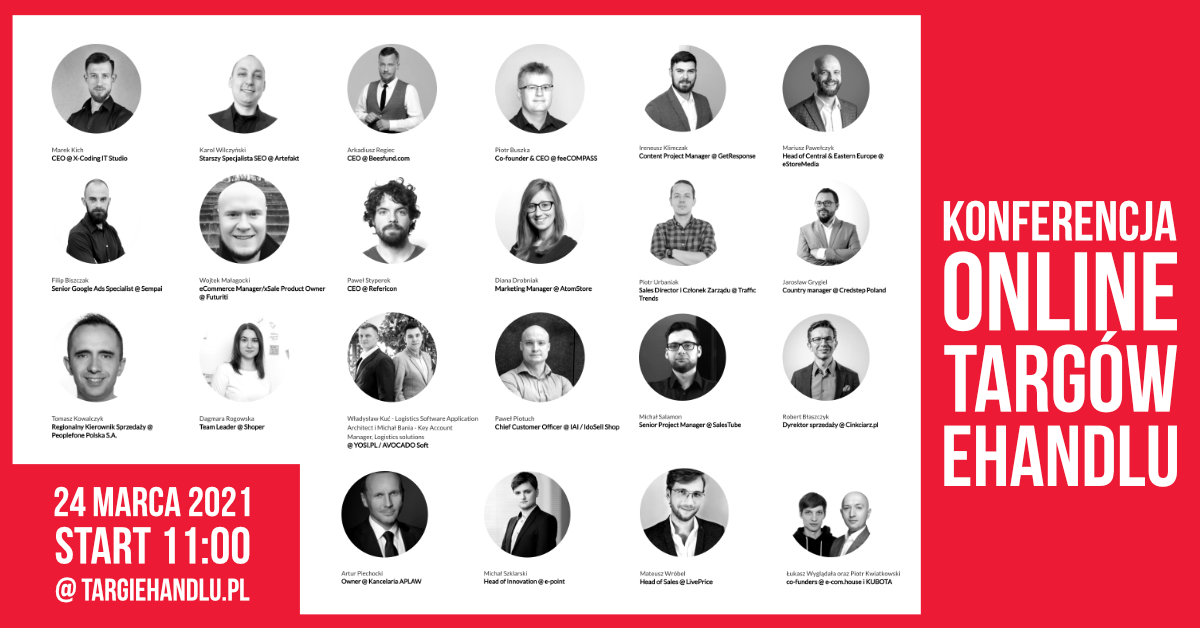 Marek Kich
CEO @ X-Coding IT Studio
Karol Wilczyński
Starszy Specjalista SEO @ Artefakt
Arkadiusz Regiec
CEO @ Beesfund.com
Piotr Buszka
Co-founder & CEO @ feeCOMPASS
Ireneusz Klimczak
Content Project Manager @ GetResponse
Mariusz Pawełczyk
Head of Central & Eastern Europe @
eStoreMedia
Filip Biszczak
Senior Google Ads Specialist @ Sempai
Wojtek Małagocki
eCommerce Manager/xSale Product Owner
@ Futuriti
Paweł Styperek
CEO @ Refericon
Diana Drobniak
Marketing Manager @ AtomStore
Piotr Urbaniak
Sales Director i Członek Zarządu @ Traffic
Trends
Jarosław Grygiel
Country manager @ Credstep Poland
Tomasz Kowalczyk
Regionalny Kierownik Sprzedaży @
Peoplefone Polska S.A.
Dagmara Rogowska
Team Leader @ Shoper
Władysław Kuć - Logistics Software Application
Architect i Michał Bania - Key Account
Manager, Logistics solutions
@ YOSI.PL / AVOCADO Soft
Paweł Plotuch
Chief Customer Officer @ IAI / IdoSell Shop
Michał Salamon
Senior Project Manager @ SalesTube
Robert Błaszczyk
Dyrektor sprzedaży @ Cinkciarz.pl
Artur Piechocki
Owner @ Kancelaria APLAW
Michał Szklarski
Head of Innovation @ e-point
Mateusz Wróbel
Head of Sales @ LivePrice
Łukasz Wyglądała oraz Piotr Kwiatkowski
co-founders @ e-com.house i KUBOTA
24 MARCA 2021
START 11:00
@ TARGIEHANDLU.PL
KONFERENCJA
ONLINE
TARGÓW
EHANDLU